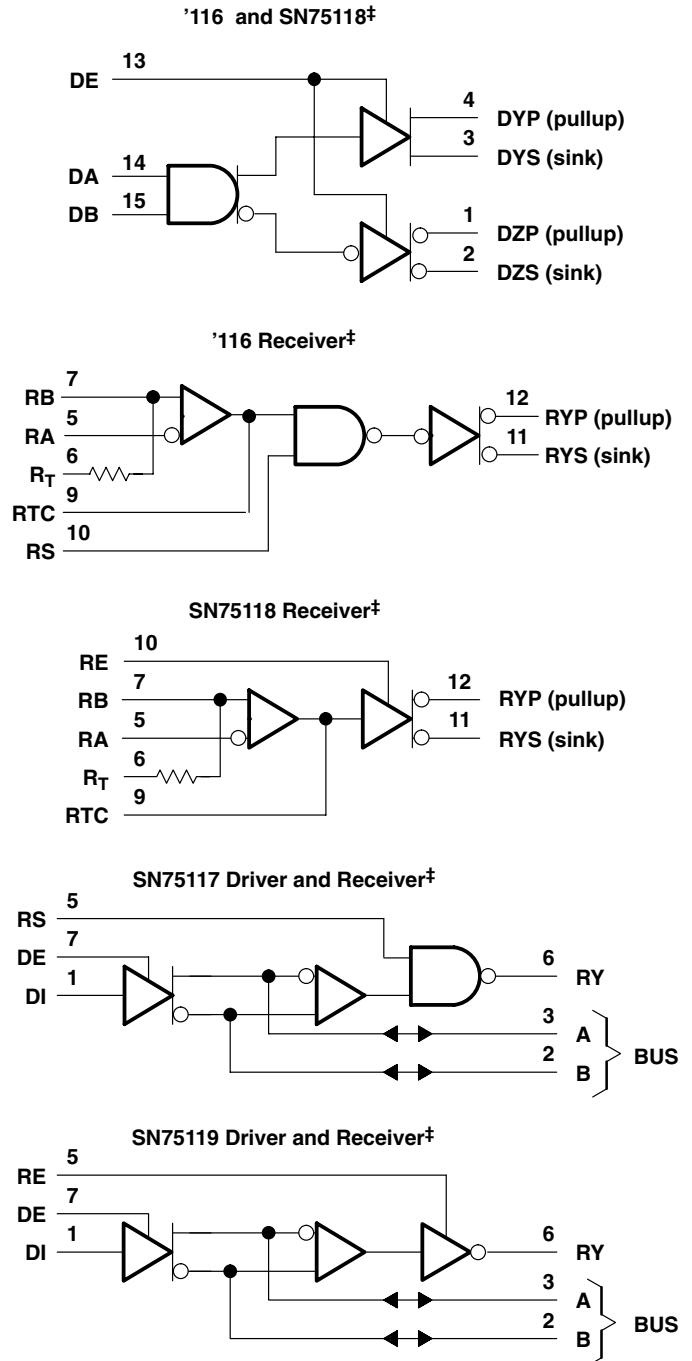 '116 and SN75118‡
13
DE
4
DYP (pullup)
3
DYS (sink)
14
DA
15
DB
1
DZP (pullup)
2
DZS (sink)
'116 Receiver‡
7
RB
5
RA
6
RT
9
RTC
10
RS
12
RYP (pullup)
11
RYS (sink)
SN75118 Receiver‡
10
RE
7
RB
5
RA
6
RT
9
RTC
12
RYP (pullup)
11
RYS (sink)
SN75117 Driver and Receiver‡
5
RS
7
DE
1
DI
6
RY
3
A
2
B
BUS
SN75119 Driver and Receiver‡
5
RE
7
DE
1
DI
6
RY
3
A
2
B
BUS